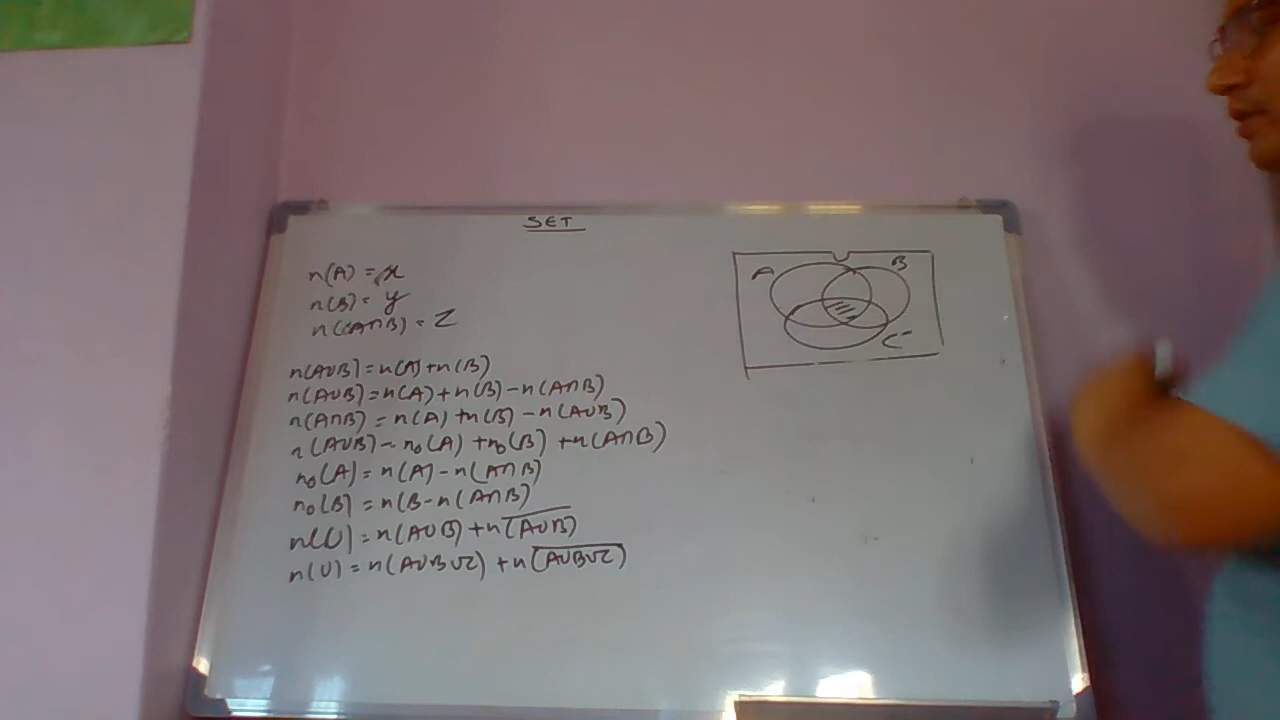 SET
n(A) = x
n(B) = y
n(A∩B) = Z
n(A∪B) = n(A) + n(B)
n(A∪B) = n(A) + n(B) - n(A∩B)
n(A∩B) = n(A) + n(B) - n(A∪B)
n(A∪B) = n₀(A) + n₀(B) + n(A∩B)
n₀(A) = n(A) - n(A∩B)
n₀(B) = n(B - n(A∩B)
n(U) = n(A∪B) + n(A̅∪̅B̅)
n(U) = n(A∪B∪C) + n(A̅∪̅B̅∪̅C̅)
A
B
U
C